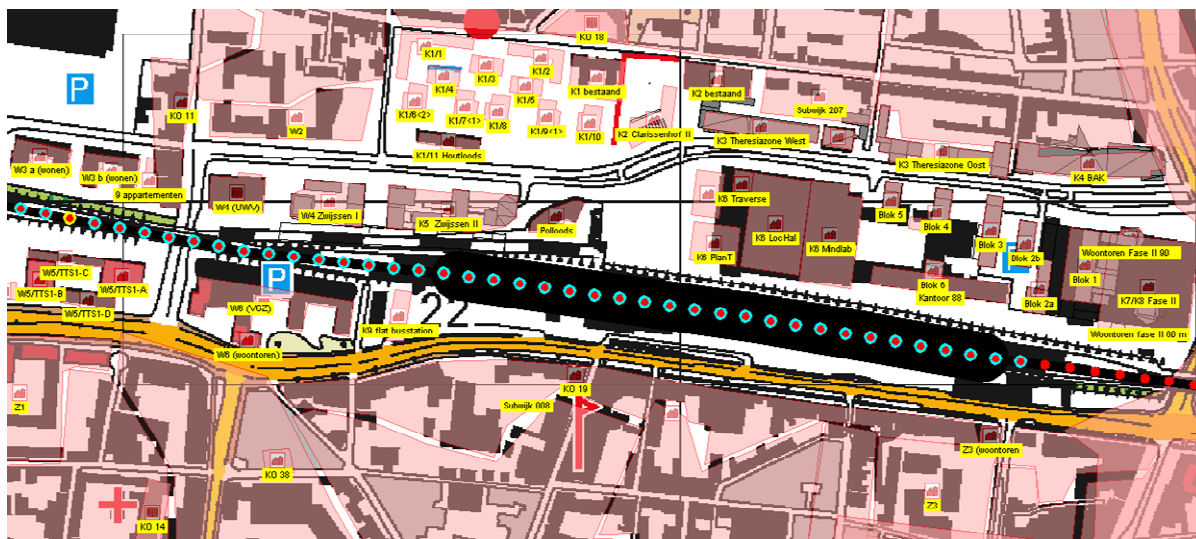 KO 18
K1/1
K1/2
K1/3
P
K1/4
K1/5
K1 bestaand
K2 bestaand
KO 11
K1/6<2>
K1/7<1>
K1/8
K1/9<1>
K1/10
W2
Subwijk 207
K2 Clarissenhof II
K3 Theresiazone West
K1/11 Houtloods
K3 Theresiazone Oost
W3 a (wonen)
W3 b (wonen)
K4 BAK
9 appartementen
W4 (UWV)
W4 Zwijssen I
K5 Zwijssen II
Polloods
K6 Traverse
K6 LocHal
K6 Mindlab
K6 PlanT
Blok 5
Blok 4
Blok 3
Blok 2b
Woontoren Fase II 90
W5/TTS1-C
W5/TTS1-B
W5/TTS1-A
W5/TTS1-D
P
Blok 6
Kantoor 88
Blok 2a
Blok 1
K7/K8 Fase II
W6 (VGZ)
22
K9 flat busstation
Woontoren fase II 60 m
W6 (woontoren)
KO 19
Z1
Subwijk 008
Z3 (woontoren
KO 38
Z3
KO 14